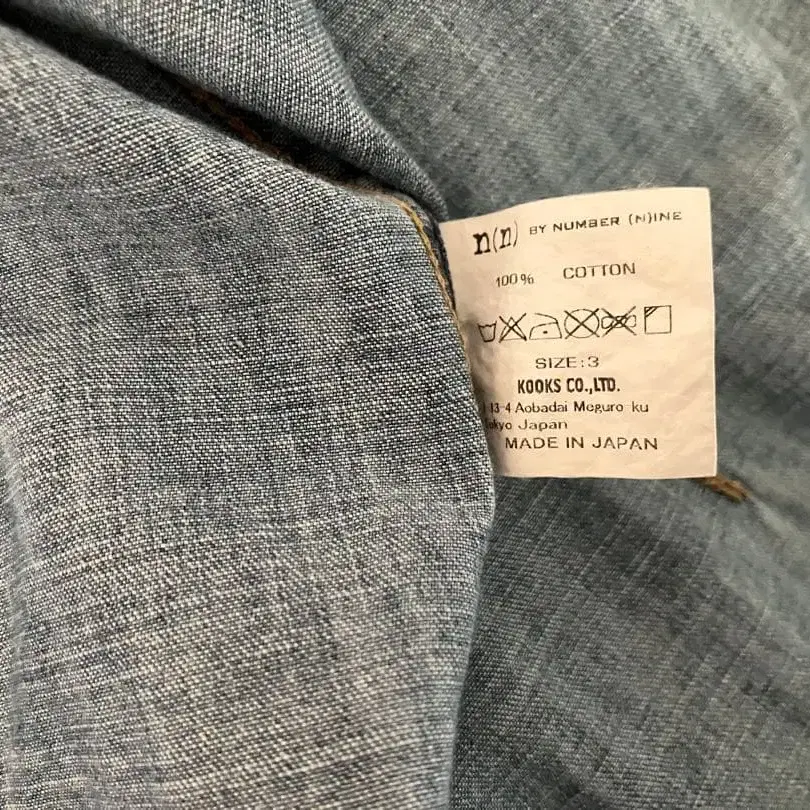 n(n) BY NUMBER (N)INE
100% COTTON
SIZE:3
KOOKS CO.,LTD.
13-4 Aobadai Meguro-ku
Japan
MADE IN JAPAN